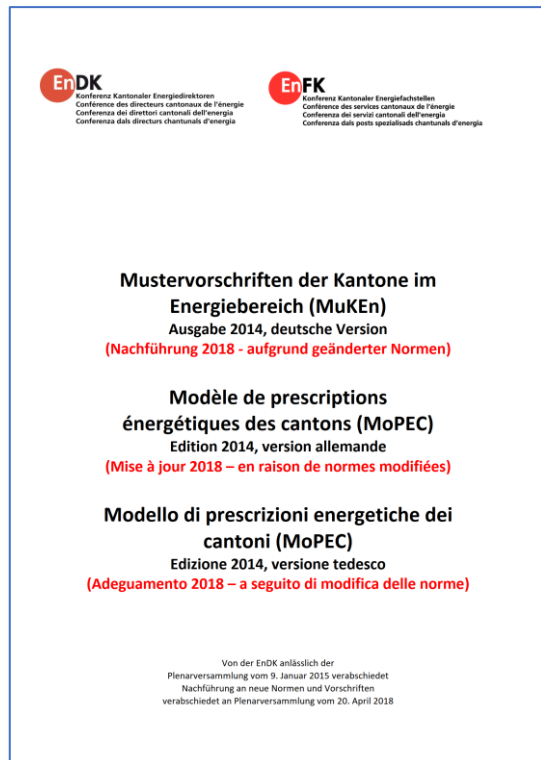 EnDK
Konferenz Kantonaler Energiedirektoren
Conférence des directeurs cantonaux de l'énergie
Conferenza dei direttori cantonali dell'energia
Conferenza dals directurs chantunals d'energia
EnFK
Konferenz Kantonaler Energiefachstellen
Conférence des services cantonaux de l'énergie
Conferenza dei servizi cantonali dell'energia
Conferenza dals posts spezialisads chantunals d'energia
Mustervorschriften der Kantone im
Energiebereich (MuKEn)
Ausgabe 2014, deutsche Version
(Nachführung 2018 - aufgrund geänderter Normen)
Modèle de prescriptions
énergétiques des cantons (MoPEC)
Edition 2014, version allemande
(Mise à jour 2018 – en raison de normes modifiées)
Modello di prescrizioni energetiche dei
cantoni (MoPEC)
Edizione 2014, versione tedesco
(Adeguamento 2018 – a seguito di modifica delle norme)
Von der EnDK anlässlich der
Plenarversammlung vom 9. Januar 2015 verabschiedet
Nachführung an neue Normen und Vorschriften
verabschiedet an Plenarversammlung vom 20. April 2018